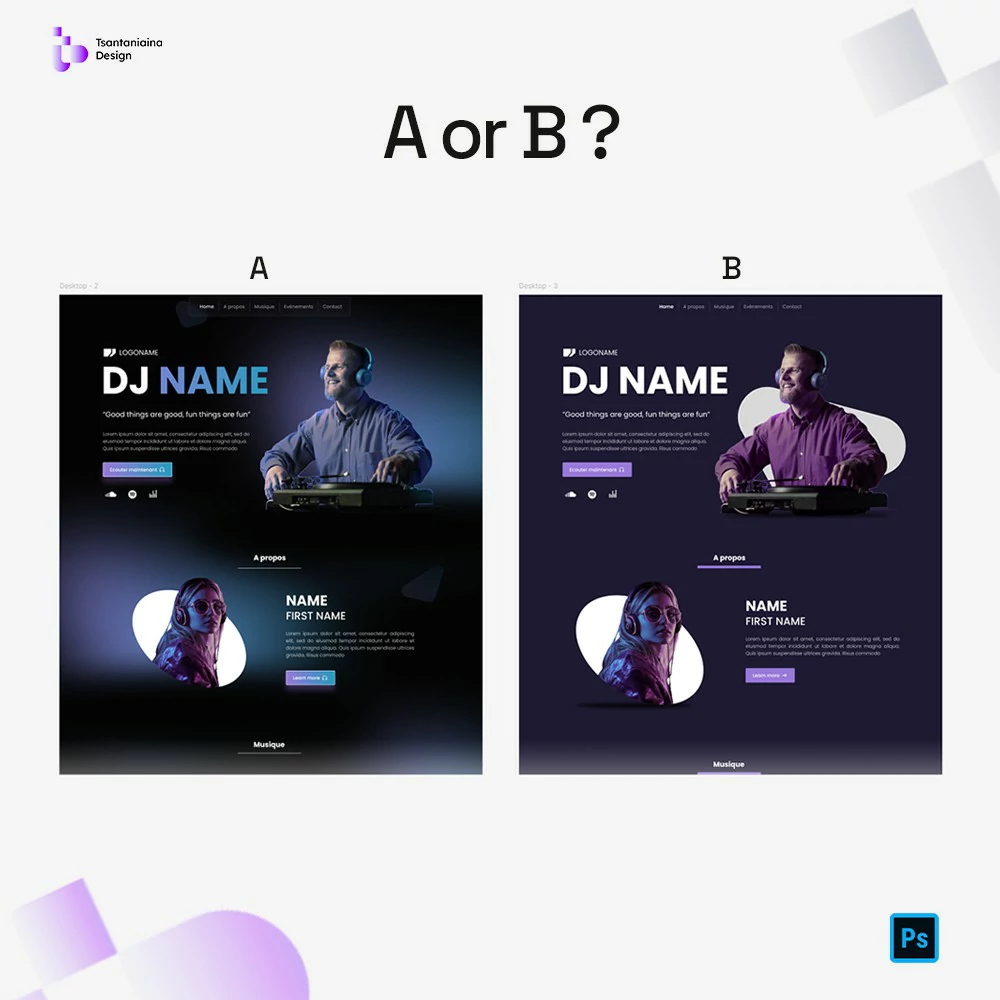 Tsantaniaina
Design
A or B ?
A
B
Desktop - 2
Home A propos Musique Evènements Contact
LOGONAME
DJ NAME
“Good things are good, fun things are fun”
Lorem ipsum dolor sit amet, consectetur adipiscing elit, sed do
eiusmod tempor incididunt ut labore et dolore magna aliqua.
Quis ipsum suspendisse ultrices gravida. Risus commodo
Ecouter maintenant
A propos
NAME
FIRST NAME
Lorem ipsum dolor sit amet, consectetur adipiscing
elit, sed do eiusmod tempor incididunt ut labore et
dolore magna aliqua. Quis ipsum suspendisse ultrices
gravida. Risus commodo
Learn more
Musique
Desktop - 3
Home A propos Musique Evènements Contact
LOGONAME
DJ NAME
“Good things are good, fun things are fun”
Lorem ipsum dolor sit amet, consectetur adipiscing elit, sed do
eiusmod tempor incididunt ut labore et dolore magna aliqua.
Quis ipsum suspendisse ultrices gravida. Risus commodo
Ecouter maintenant
A propos
NAME
FIRST NAME
Lorem ipsum dolor sit amet, consectetur adipiscing elit, sed
do eiusmod tempor incididunt ut labore et dolore magna aliqua.
Quis ipsum suspendisse ultrices gravida. Risus commodo
Learn more →
Musique
Ps